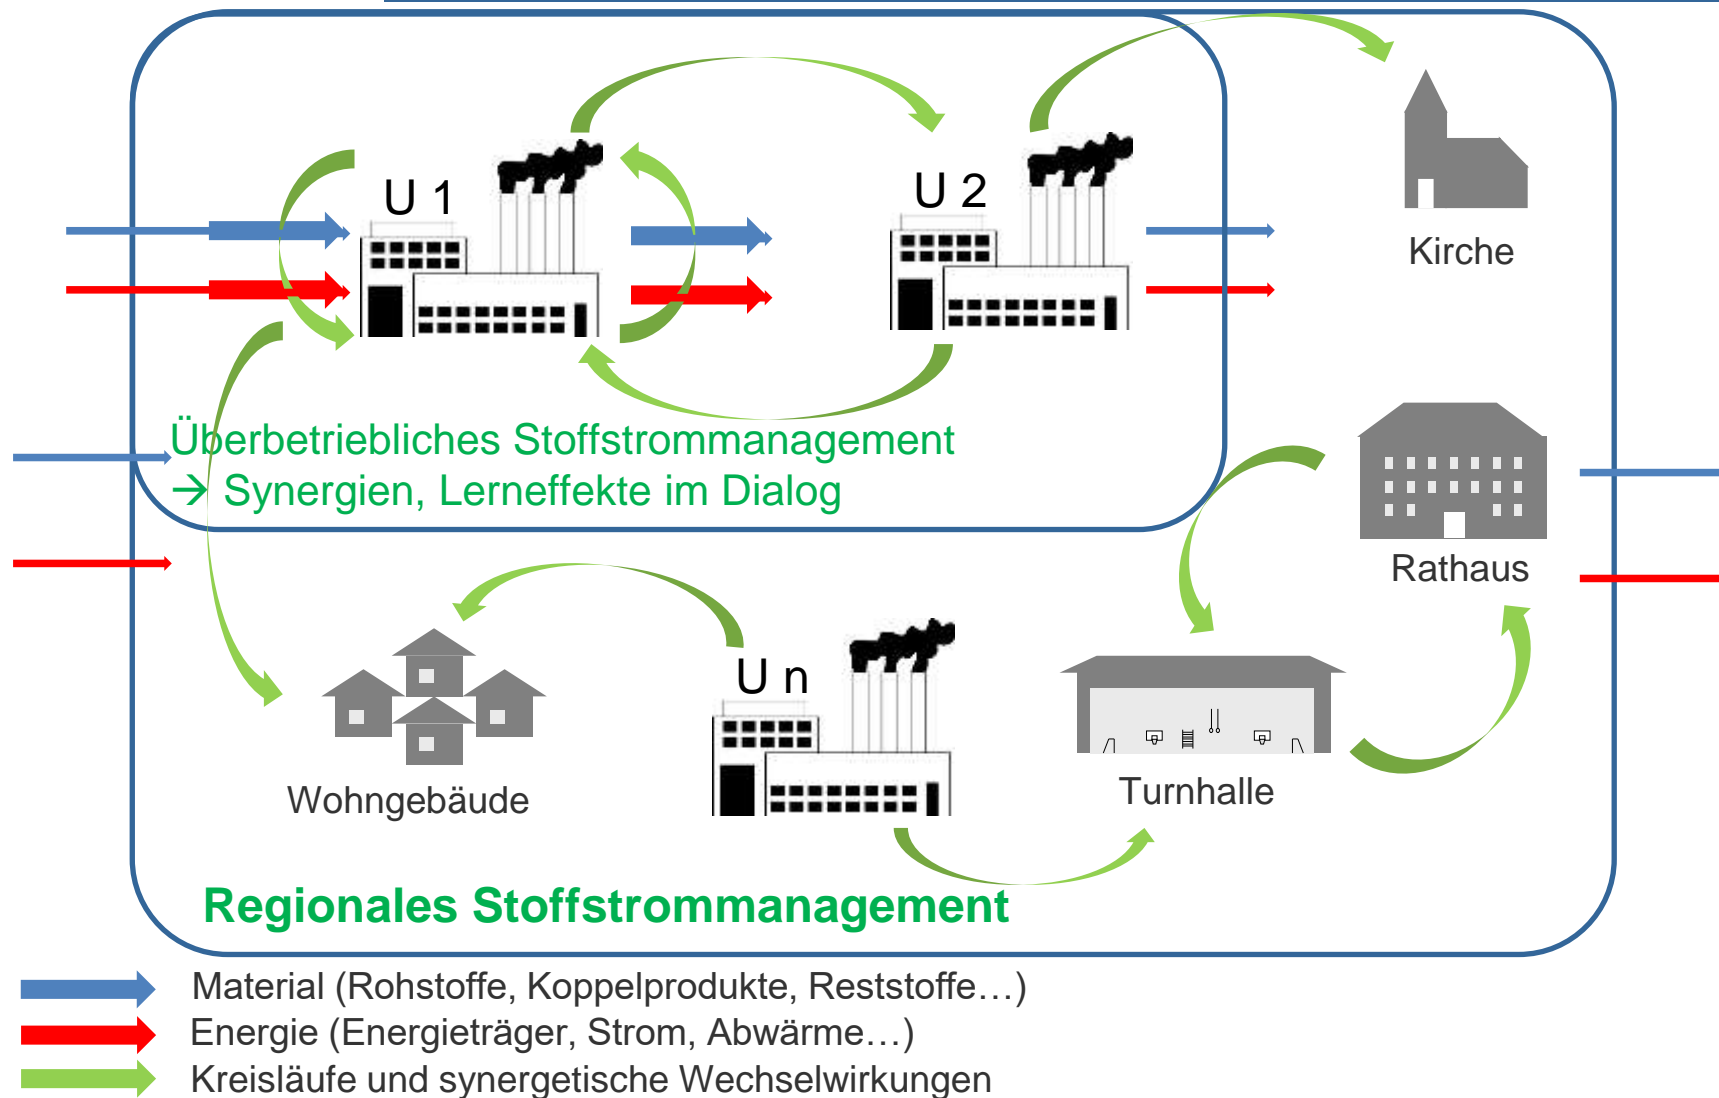 U 1
U 2
Kirche
Überbetriebliches Stoffstrommanagement
→ Synergien, Lerneffekte im Dialog
Rathaus
U n
Wohngebäude
Turnhalle
Regionales Stoffstrommanagement
Material (Rohstoffe, Koppelprodukte, Reststoffe…)
Energie (Energieträger, Strom, Abwärme…)
Kreisläufe und synergetische Wechselwirkungen